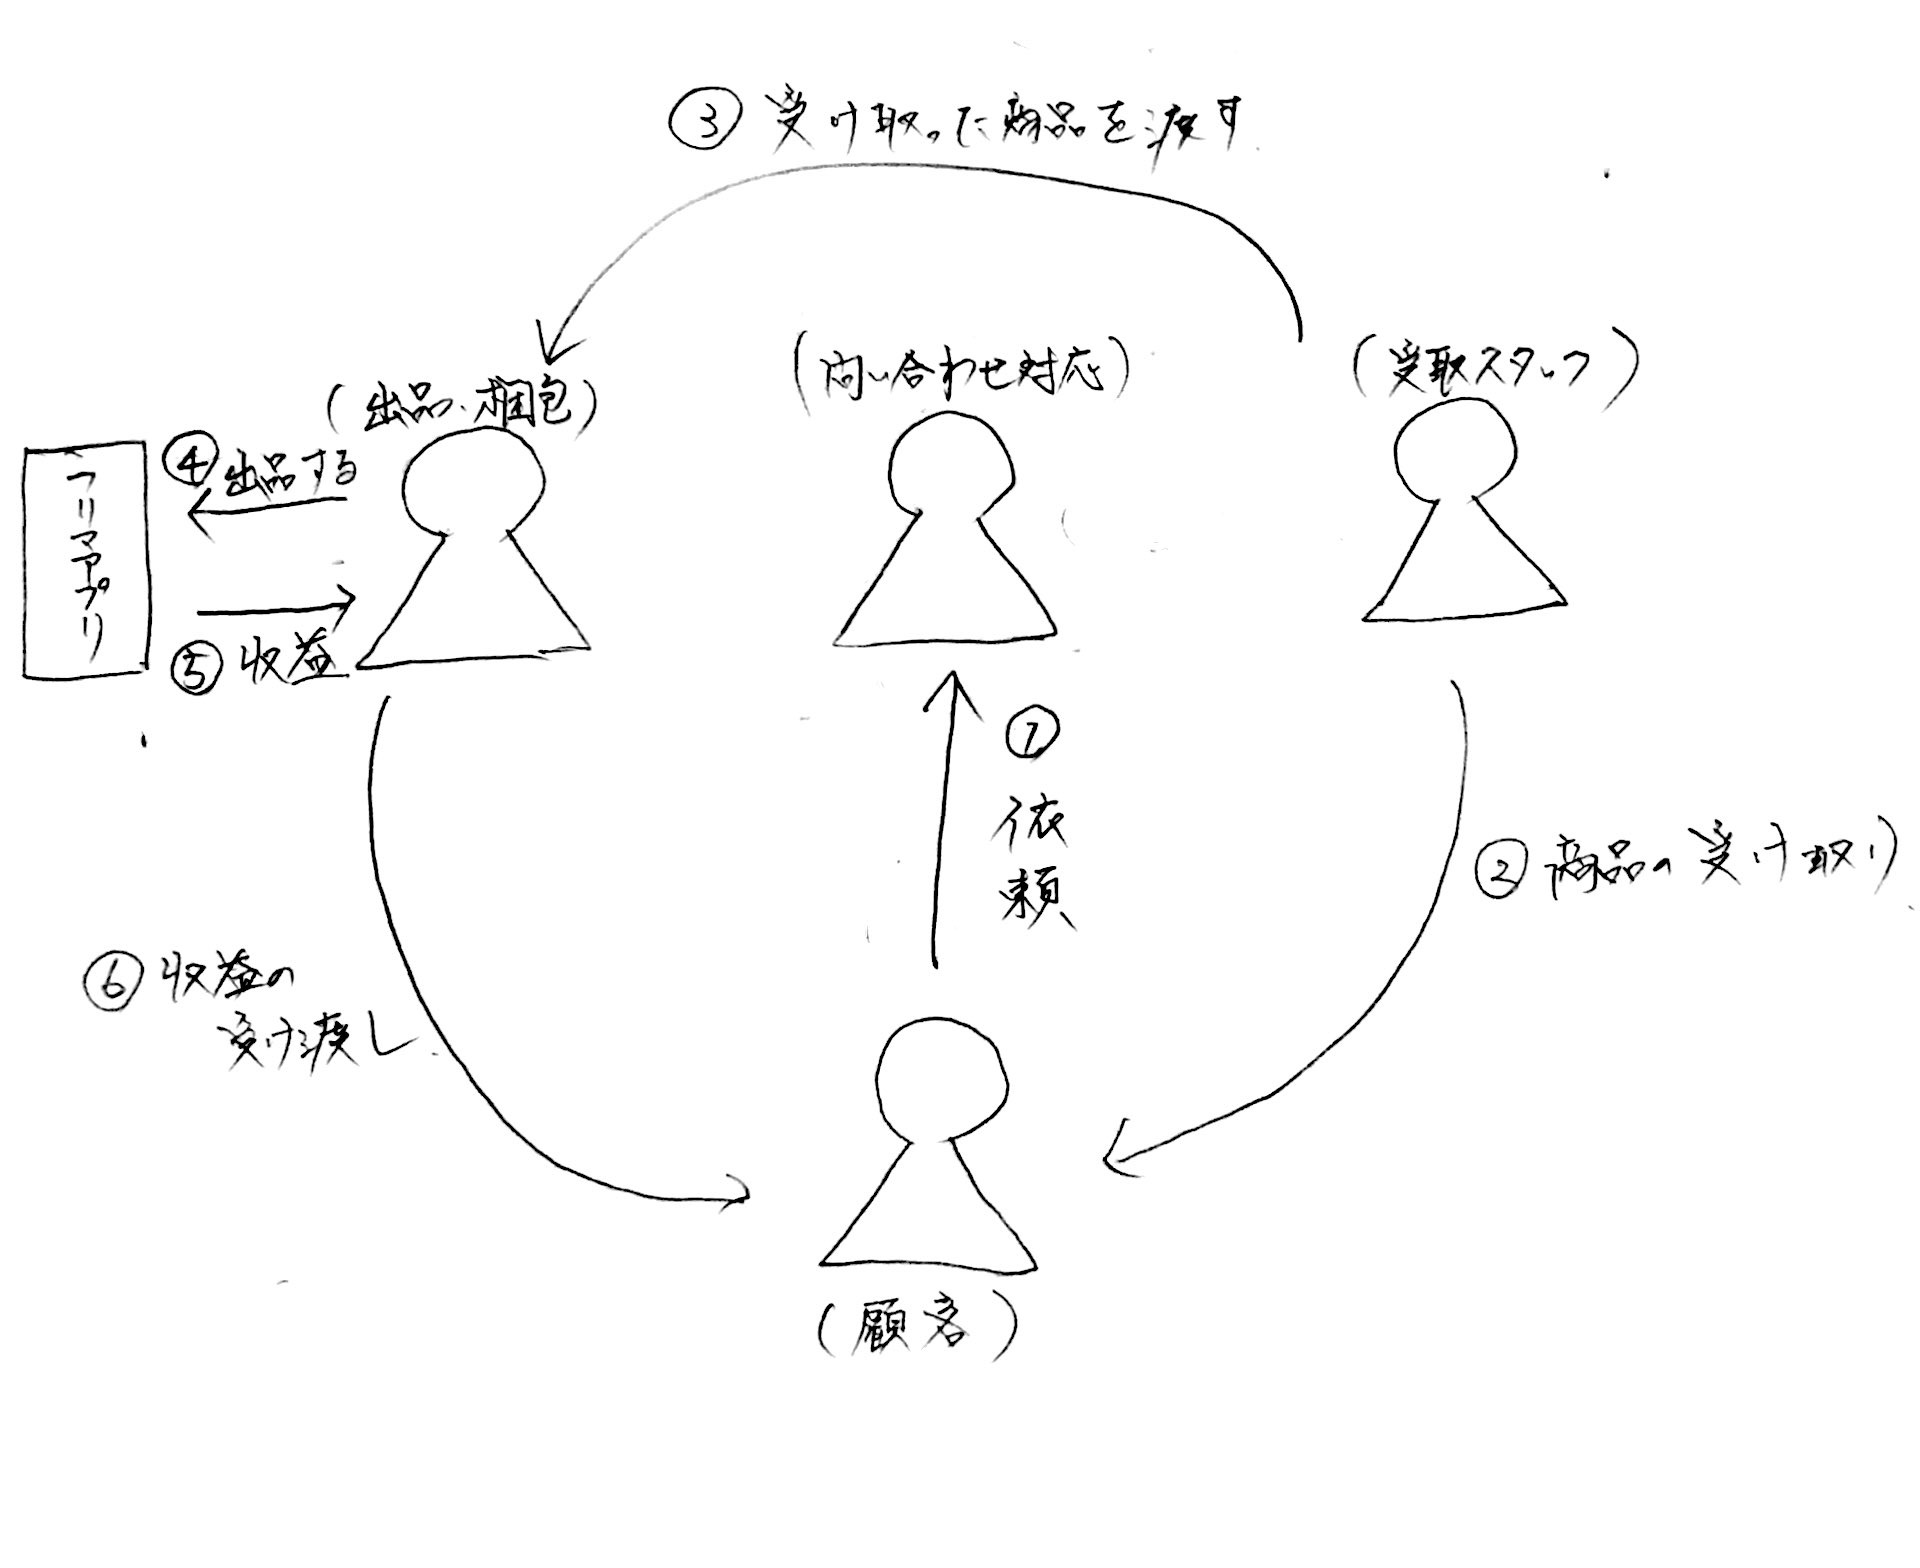 ③ 受け取った商品を渡す
(出品、梱包)
(問い合わせ対応)
(受取スタッフ)
フリマアプリ
④ 出品する
⑤ 収益
① 依頼
② 商品の受け取り
⑥ 収益の
受け渡し
(顧客)